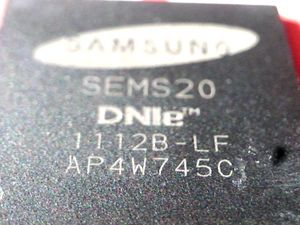 SAMSUNG
SEMS20
DNIe™
1112B-LF
AP4W745C